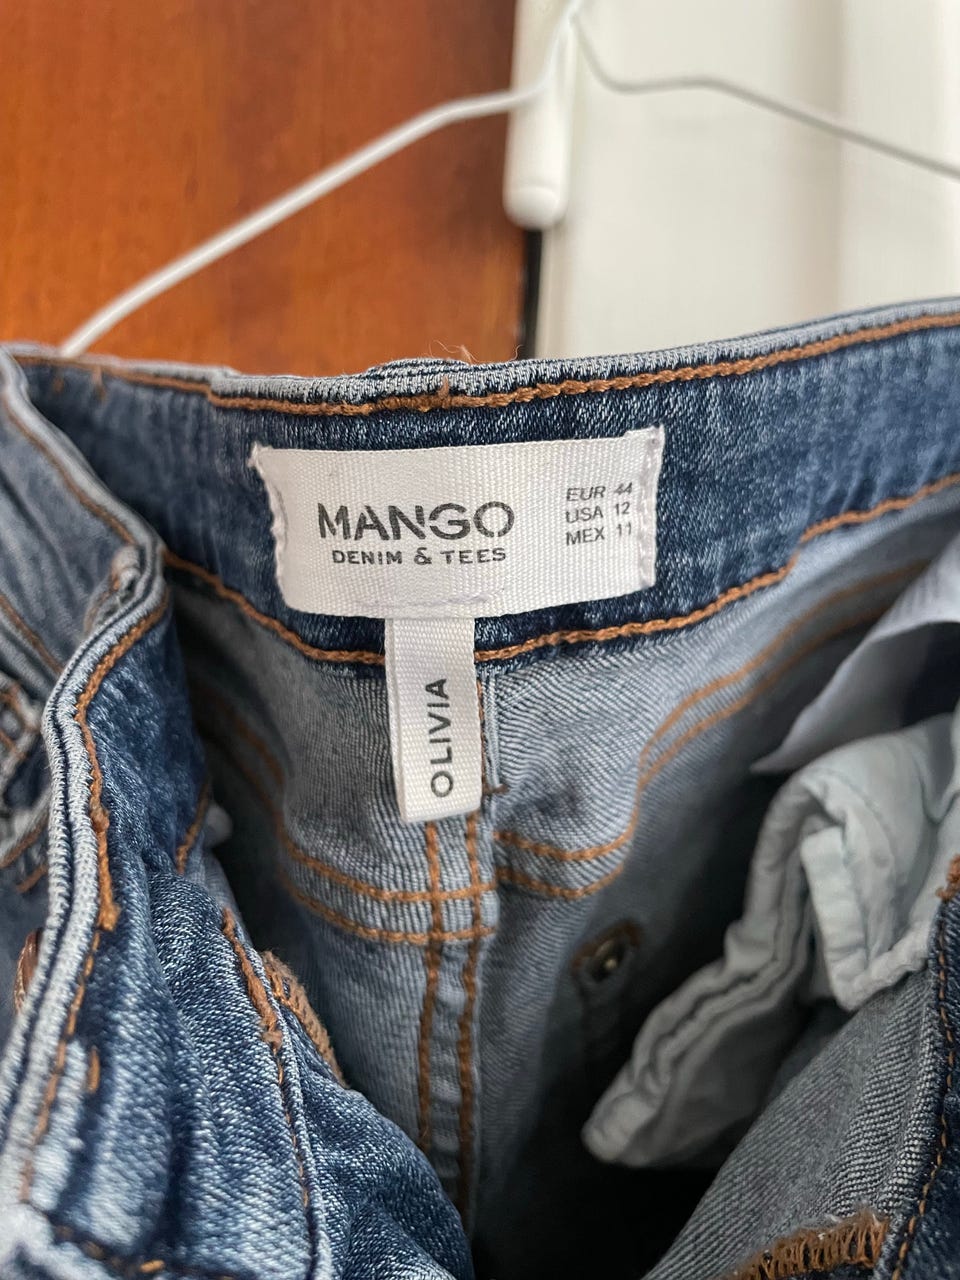 MANGO
DENIM & TEES
EUR 44
USA 12
MEX 11
OLIVIA